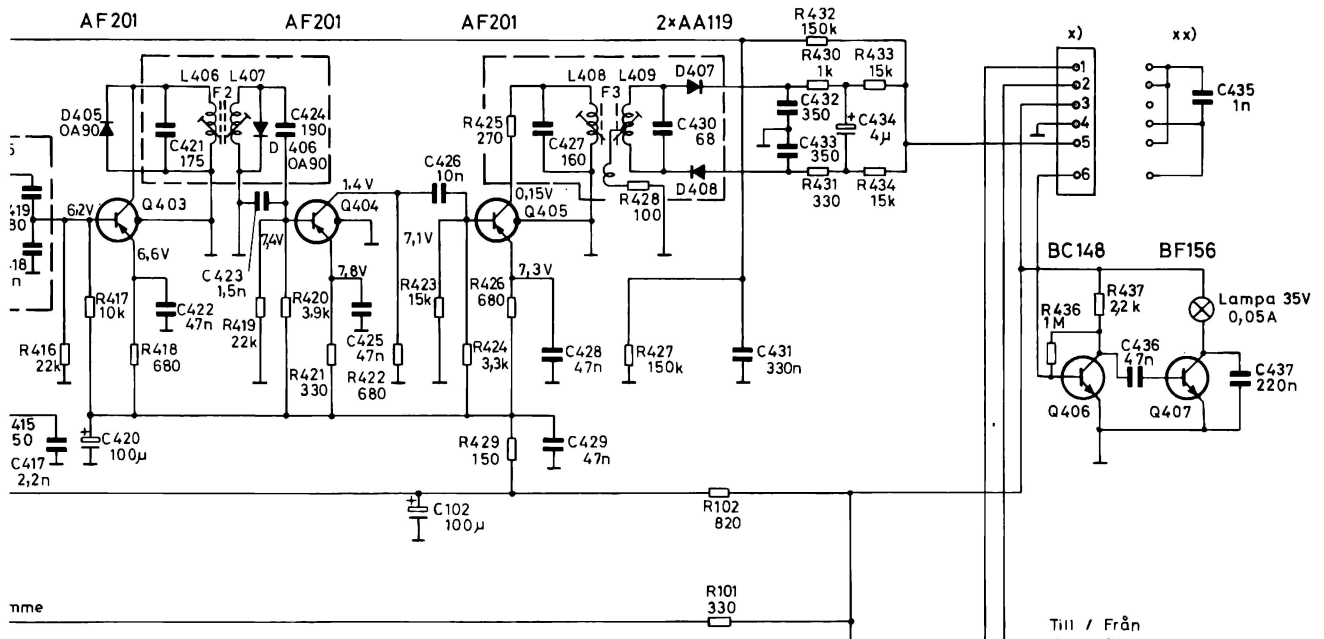 AF201 AF201 AF201 2×AA119
R432
150k
R430
1k
R433
15k
x) xx)
L406 L407
F2
D405
OA90
C421
175
D
C424
190
406
OA90
L408 L409
F3
D407
R425
270
C427
160
C430
68
D408
R428
100
C432
350
C433
350
+
C434
4μ
R431
330
R434
15k
1
2
3
4
5
6
C435
1n
C426
10n
1.4V
0,15V
419
80
6,2V
Q403
7,4V
Q404
7,1V
Q405
6,6V
C423
1,5n
7,8V
7,3V
R417
10k
C422
47n
R419
22k
R420
3,9k
C425
47n
R423
15k
R426
680
R416
22k
R418
680
R421
330
R422
680
R424
3,3k
C428
47n
R427
150k
C431
330n
BC148 BF156
R437
2,2k
Lampa 35V
0,05A
R436
1M
C436
47n
C437
220n
Q406 Q407
415
50
C417
2,2n
+
C420
100μ
R429
150
C429
47n
+
C102
100μ
R102
820
R101
330
mme
Till / Från